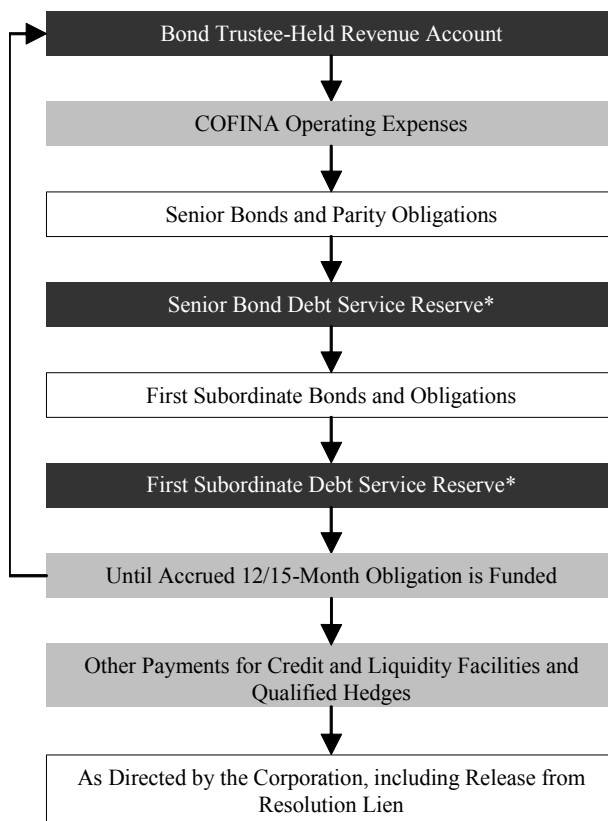 Bond Trustee-Held Revenue Account
COFINA Operating Expenses
Senior Bonds and Parity Obligations
Senior Bond Debt Service Reserve*
First Subordinate Bonds and Obligations
First Subordinate Debt Service Reserve*
Until Accrued 12/15-Month Obligation is Funded
Other Payments for Credit and Liquidity Facilities and
Qualified Hedges
As Directed by the Corporation, including Release from
Resolution Lien